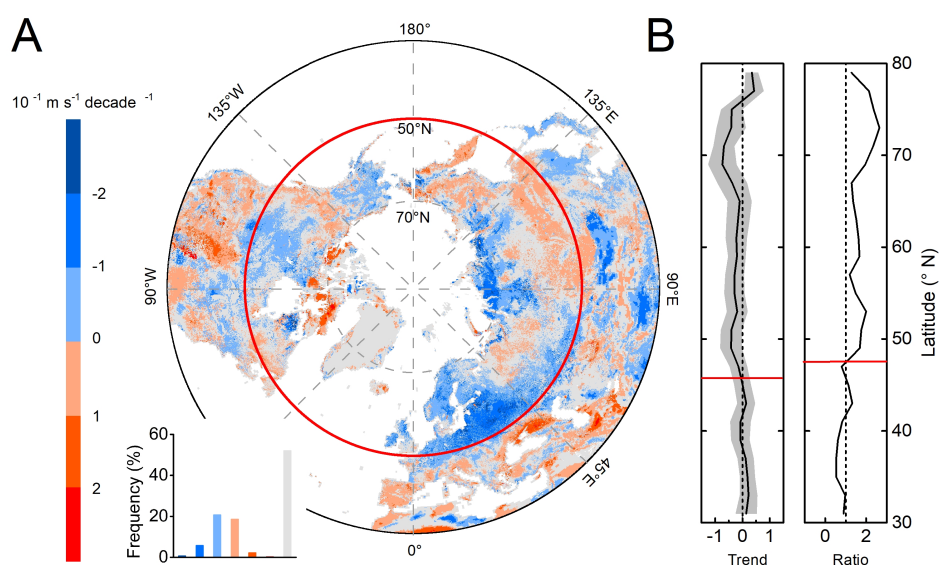 A
B
10 -1 m s-1 decade -1
-2
-1
0
1
2
180°
135°W
135°E
50°N
70°N
90°W
90°E
45°E
0°
60
40
20
0
Frequency (%)
80
70
60
50
40
30
Latitude (° N)
-1 0 1
0 2
Trend
Ratio